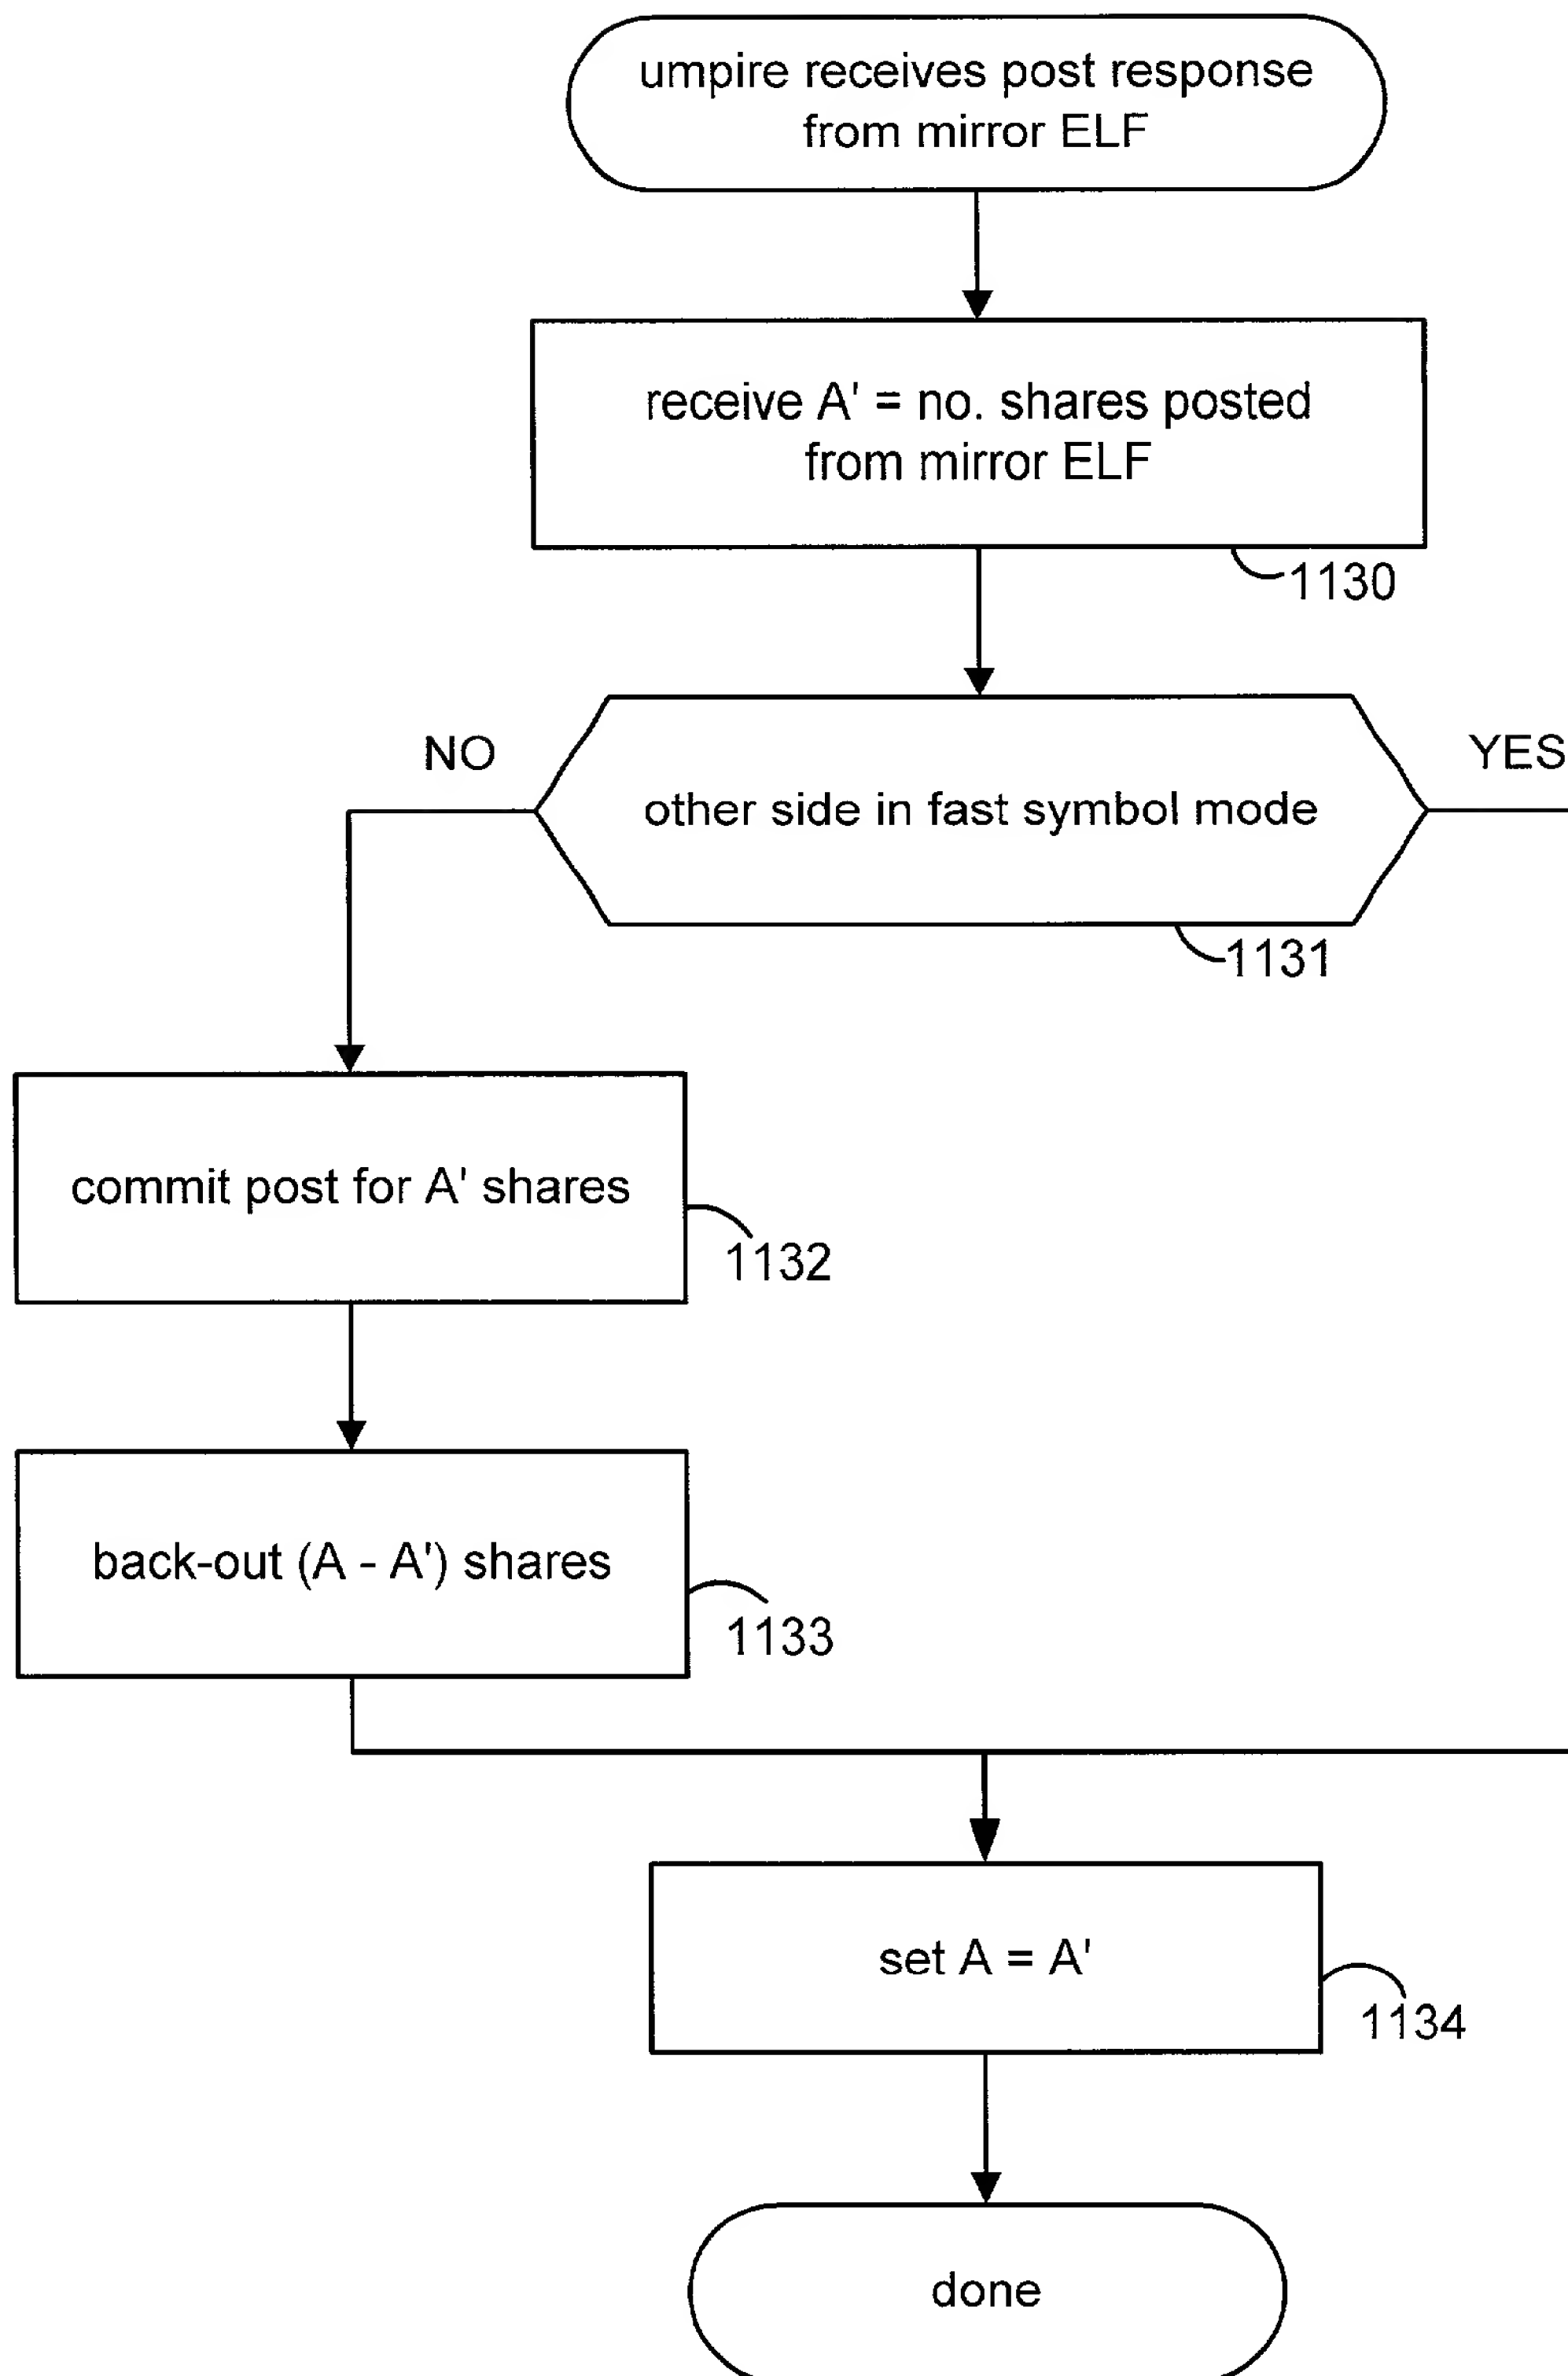 umpire receives post response
from mirror ELF
receive A' = no. shares posted
from mirror ELF
1130
NO
YES
other side in fast symbol mode
1131
commit post for A' shares
1132
back-out (A - A') shares
1133
set A = A'
1134
done